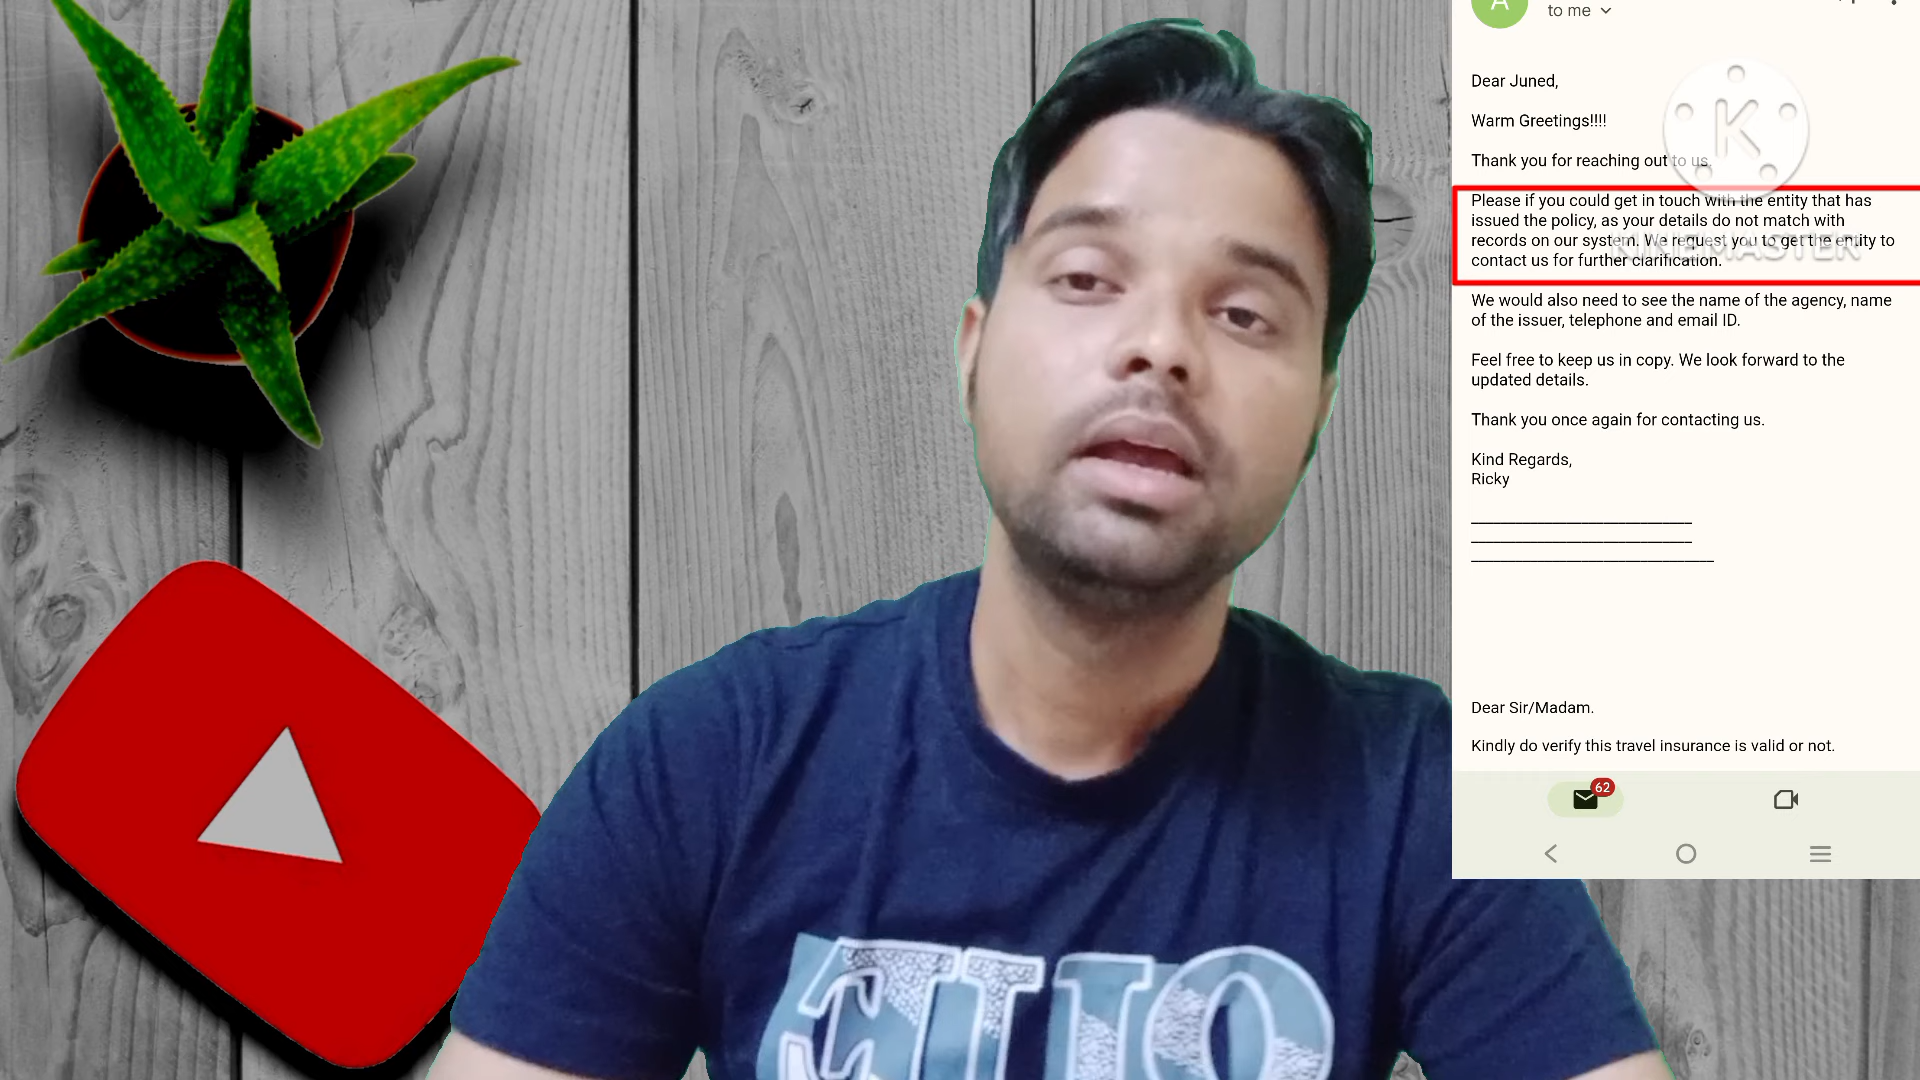 A
to me
Dear Juned,
Warm Greetings!!!!
Thank you for reaching out to us.
Please if you could get in touch with the entity that has
issued the policy, as your details do not match with
records on our system. We request you to get the entity to
contact us for further clarification.
We would also need to see the name of the agency, name
of the issuer, telephone and email ID.
Feel free to keep us in copy. We look forward to the
updated details.
Thank you once again for contacting us.
Kind Regards,
Ricky
Dear Sir/Madam.
Kindly do verify this travel insurance is valid or not.
62
K
KINEMASTER